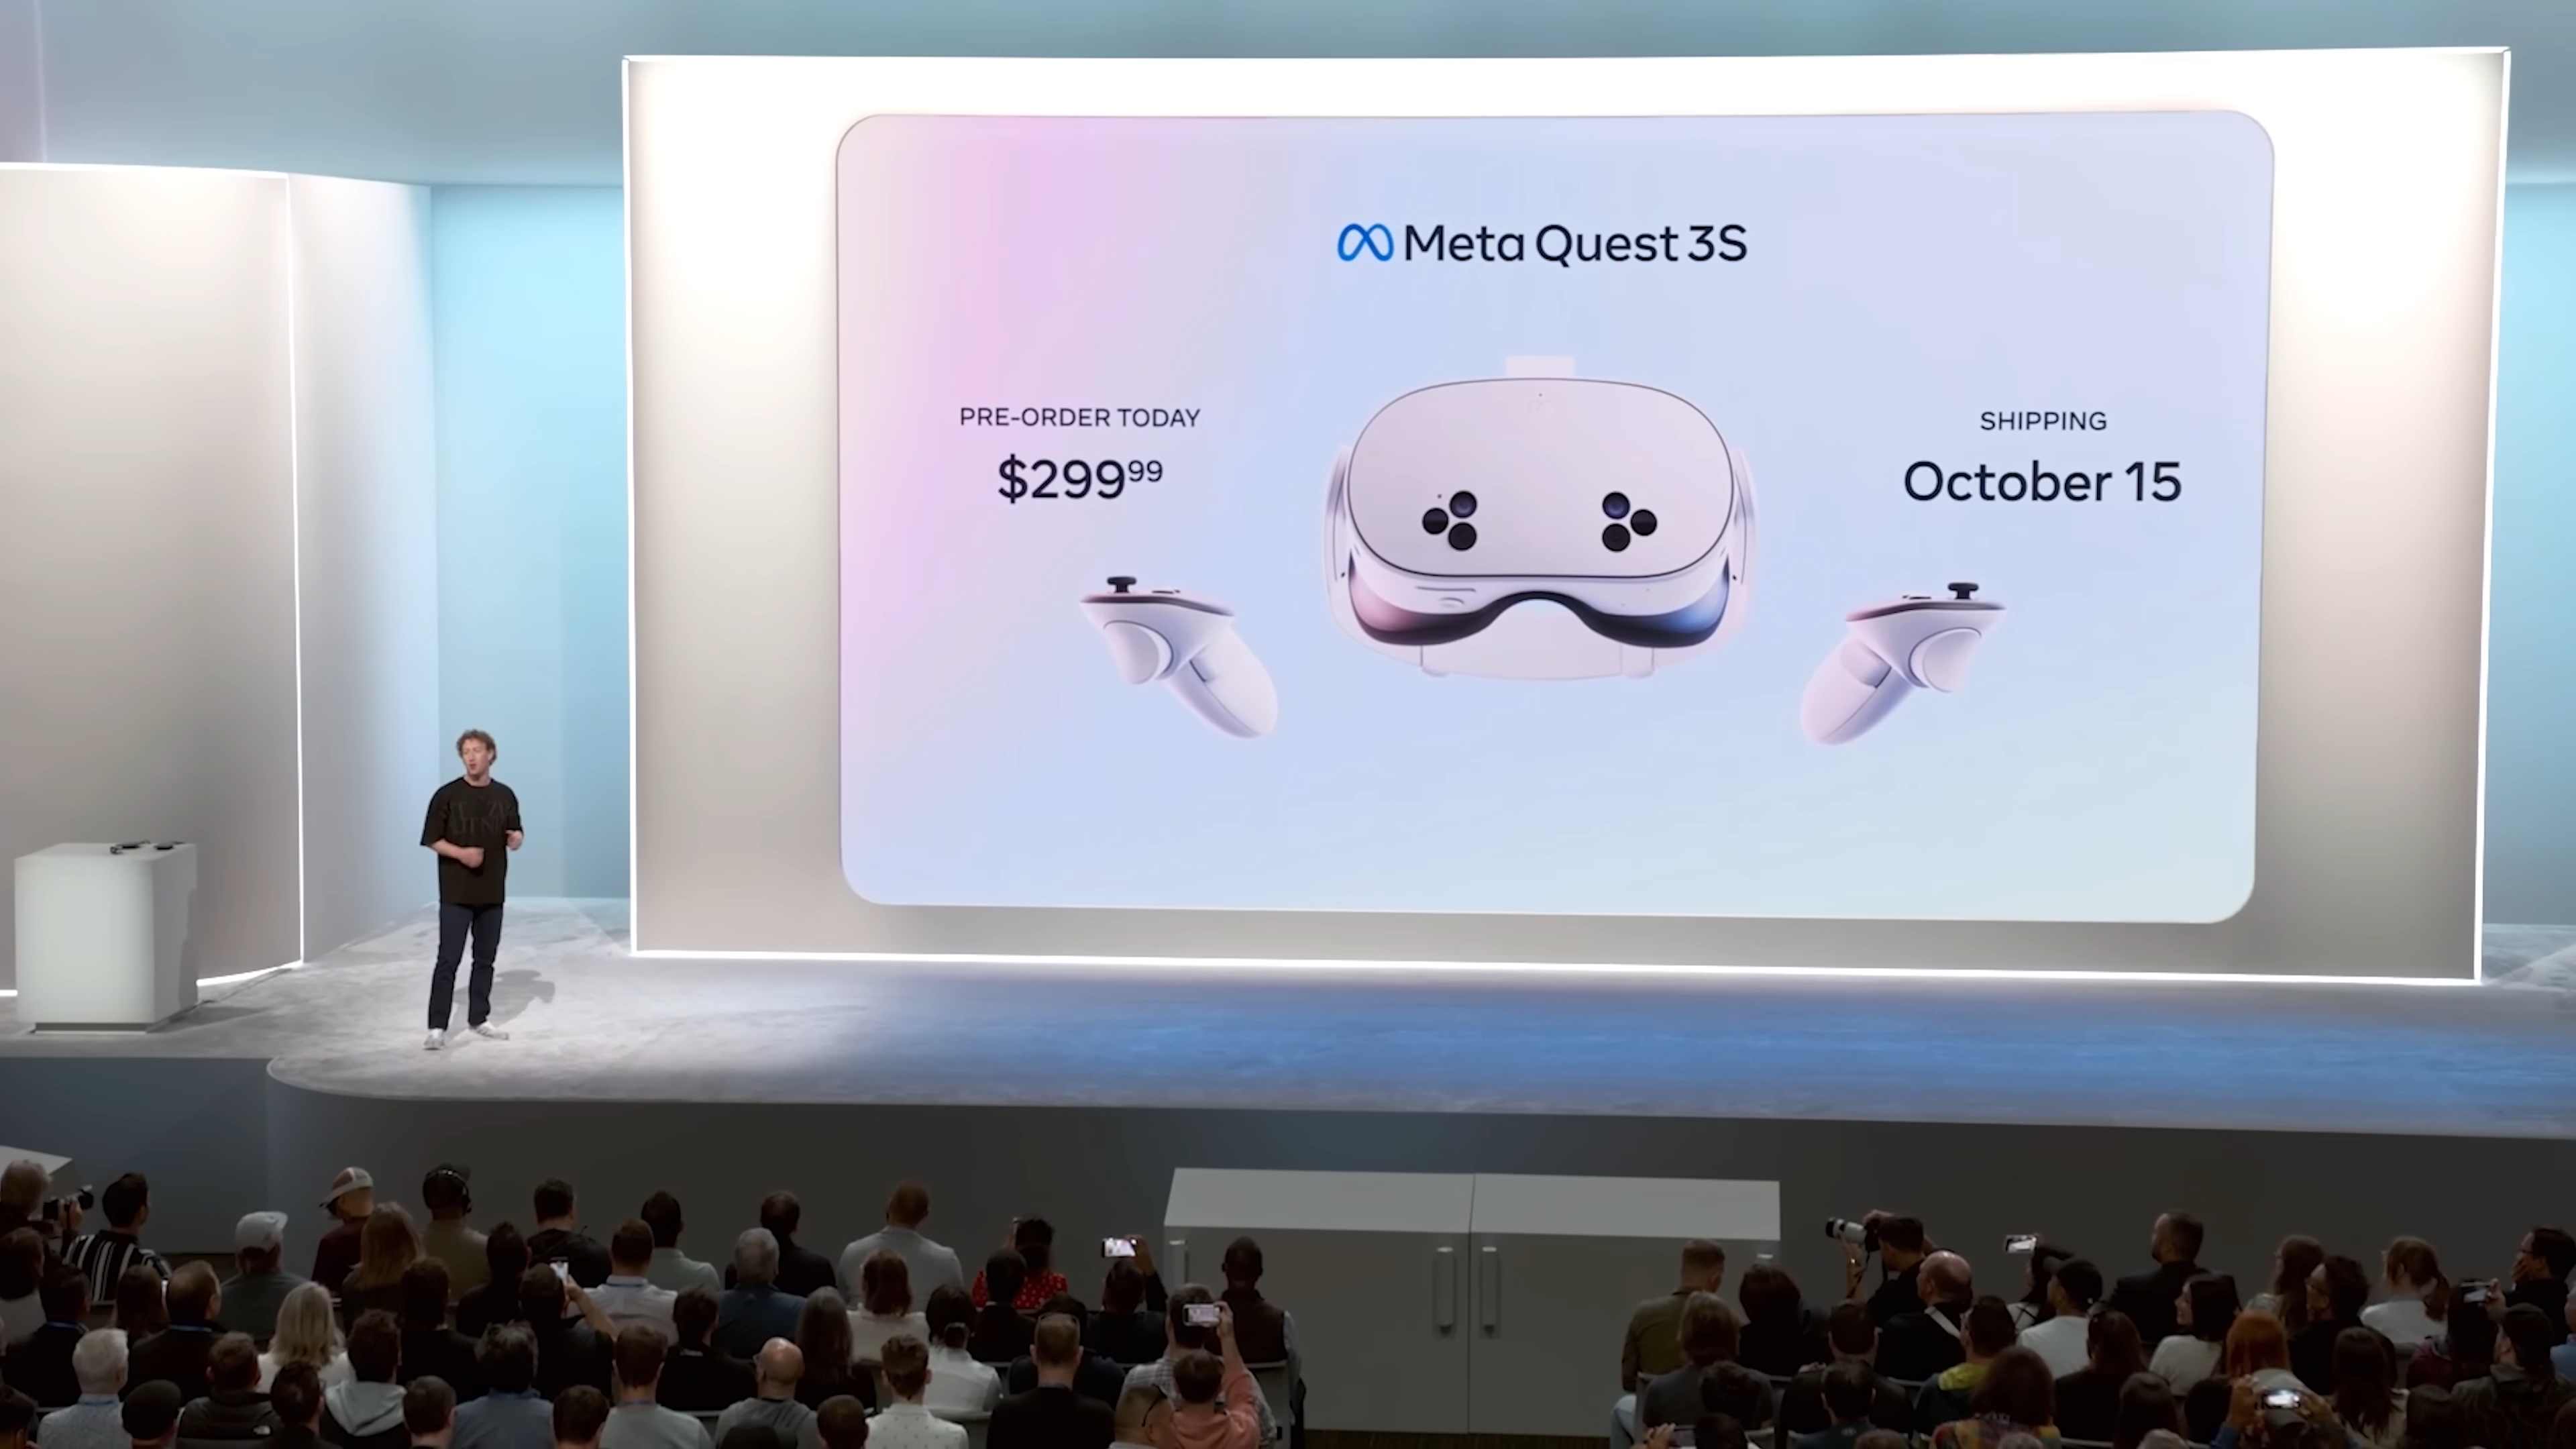 Meta Quest 3S
PRE-ORDER TODAY
$299⁹⁹
SHIPPING
October 15